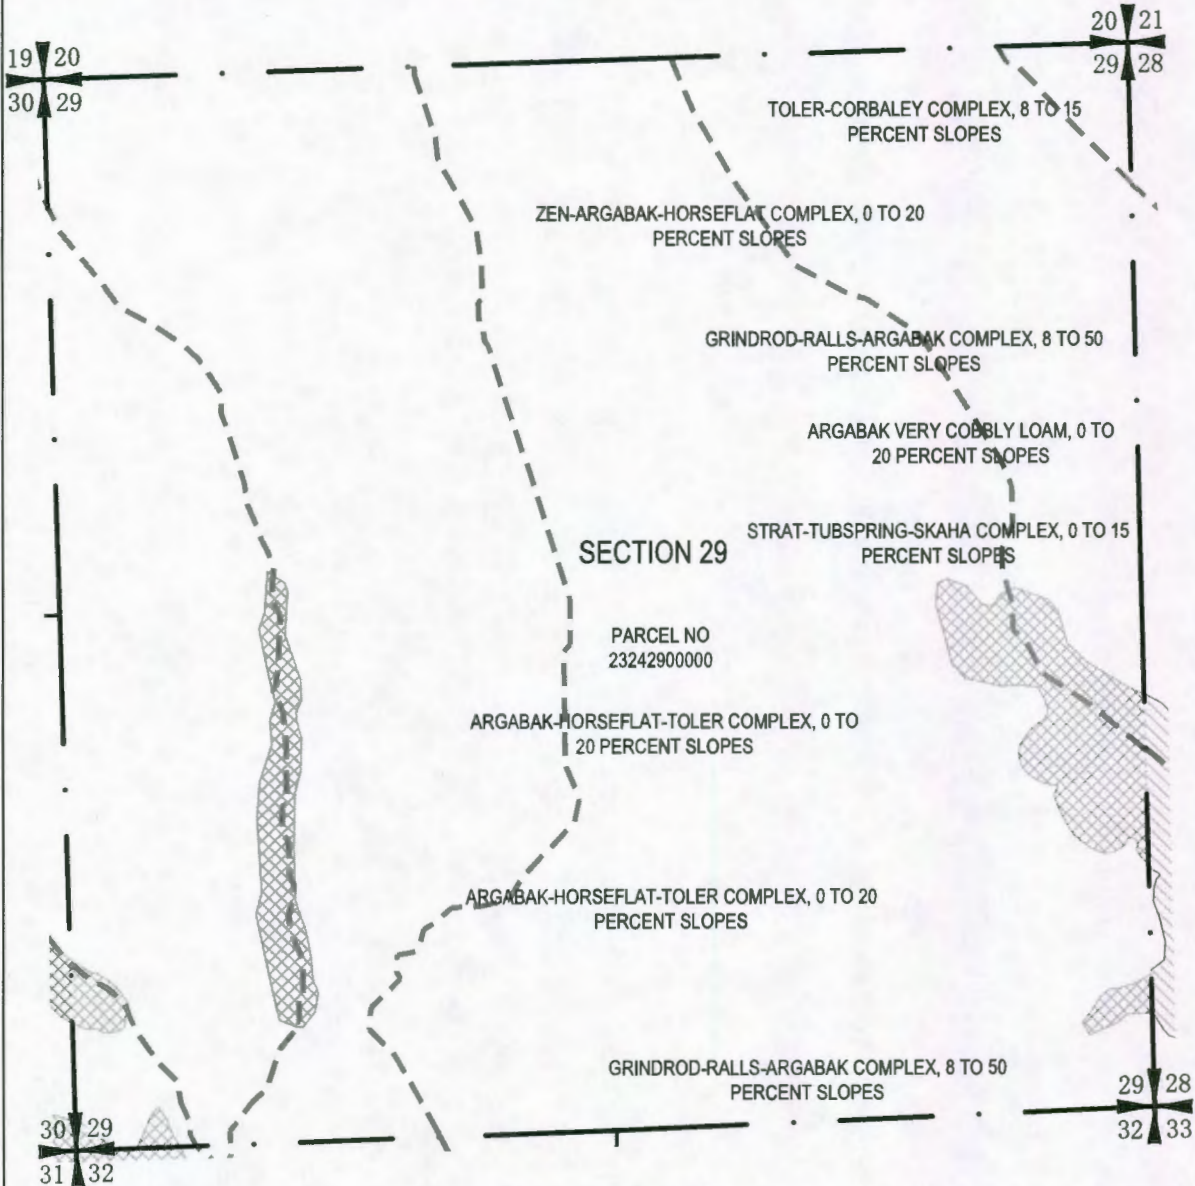 20 21
19 20
29 28
30 29
TOLER-CORBALEY COMPLEX, 8 TO 15
PERCENT SLOPES
ZEN-ARGABAK-HORSEFLAT COMPLEX, 0 TO 20
PERCENT SLOPES
GRINDROD-RALLS-ARGABAK COMPLEX, 8 TO 50
PERCENT SLOPES
ARGABAK VERY COBBLY LOAM, 0 TO
20 PERCENT SLOPES
STRAT-TUBSPRING-SKAHA COMPLEX, 0 TO 15
PERCENT SLOPES
SECTION 29
PARCEL NO
23242900000
ARGABAK-HORSEFLAT-TOLER COMPLEX, 0 TO
20 PERCENT SLOPES
ARGABAK-HORSEFLAT-TOLER COMPLEX, 0 TO 20
PERCENT SLOPES
GRINDROD-RALLS-ARGABAK COMPLEX, 8 TO 50
PERCENT SLOPES
29 28
32 33
30 29
31 32